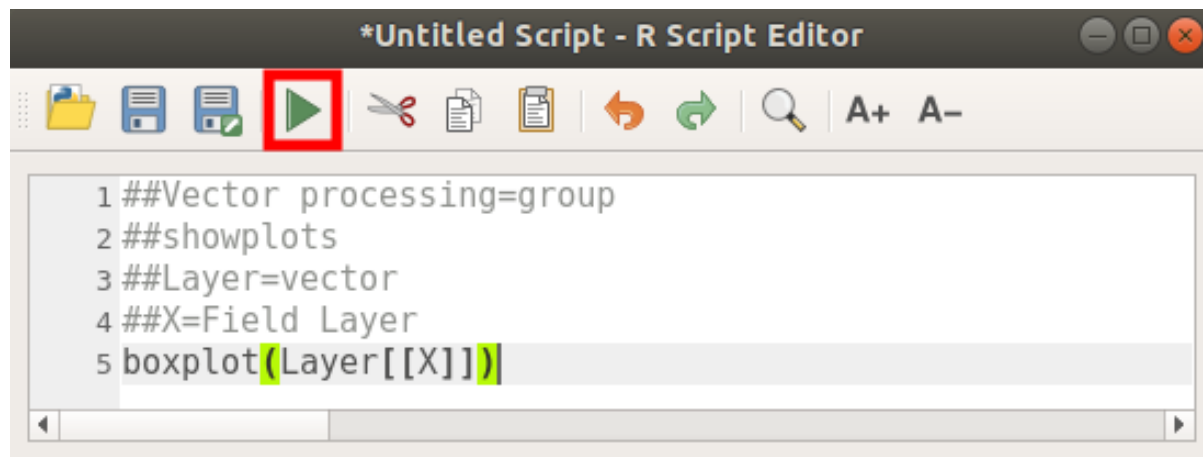 *Untitled Script - R Script Editor
A+ A-
1 ##Vector processing=group
2 ##showplots
3 ##Layer=vector
4 ##X=Field Layer
5 boxplot(Layer[[X]])